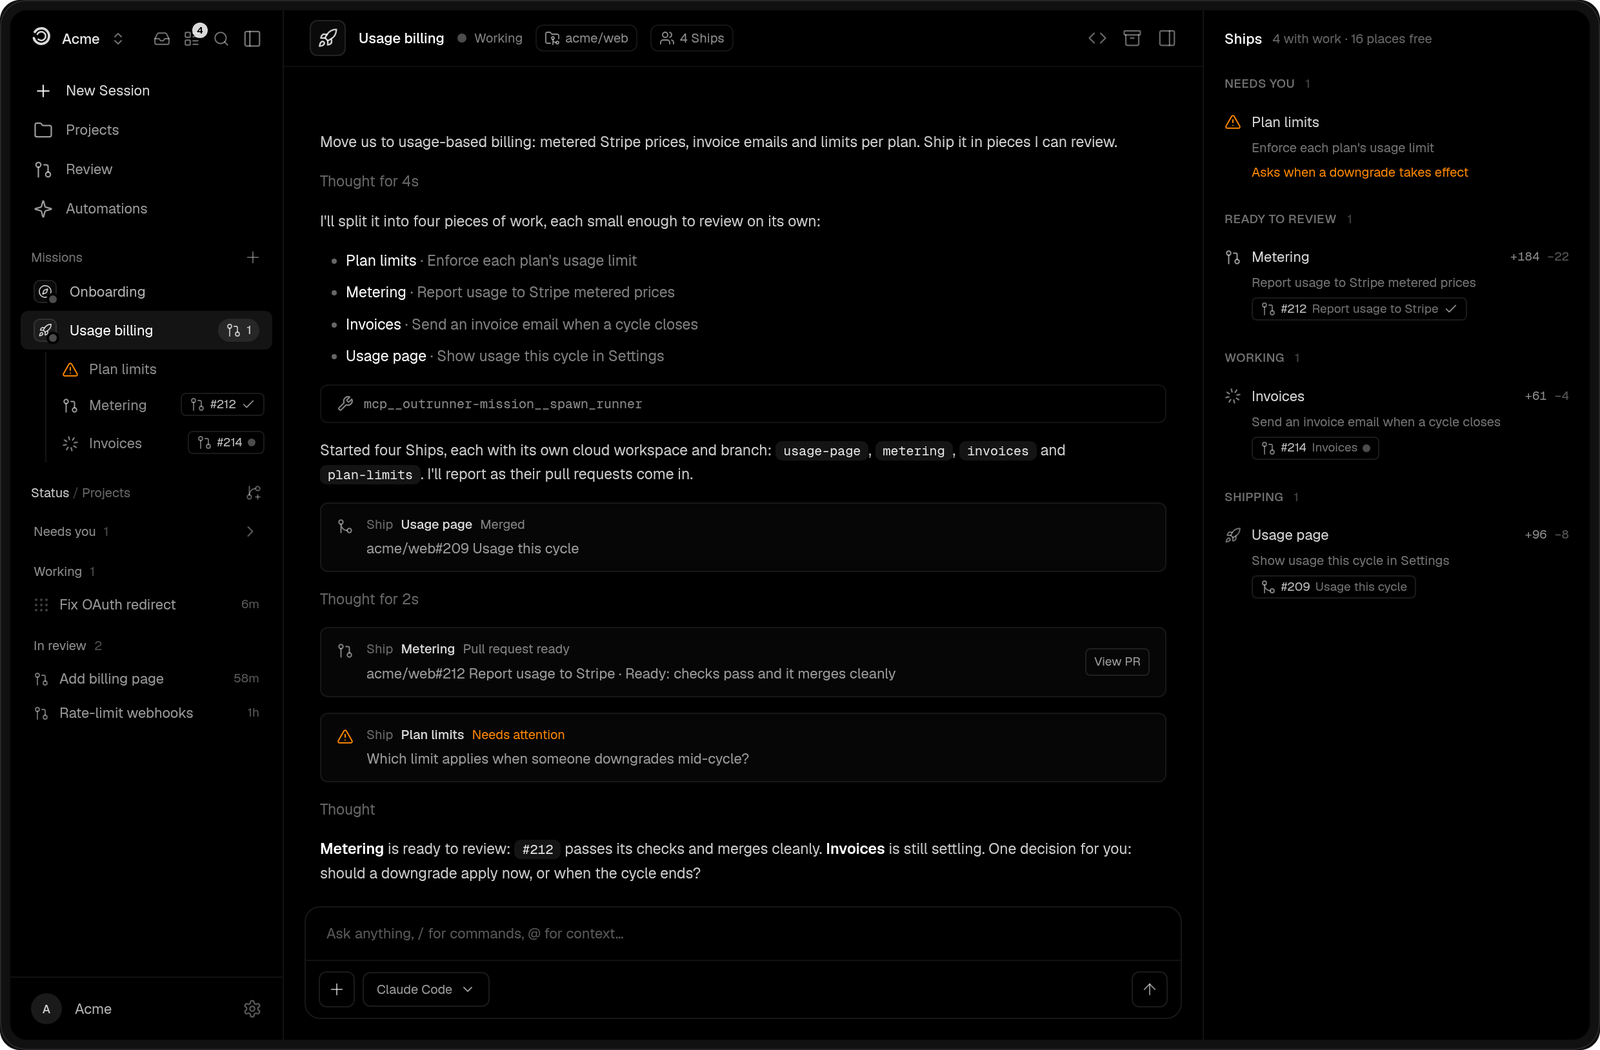 Acme
4
New Session
Projects
Review
Automations
Missions
Onboarding
Usage billing
1
Plan limits
Metering
#212
Invoices
#214
Status / Projects
Needs you 1
Working 1
Fix OAuth redirect 6m
In review 2
Add billing page 58m
Rate-limit webhooks 1h
A Acme
Usage billing Working acme/web 4 Ships
Move us to usage-based billing: metered Stripe prices, invoice emails and limits per plan. Ship it in pieces I can review.
Thought for 4s
I'll split it into four pieces of work, each small enough to review on its own:
• Plan limits · Enforce each plan's usage limit
• Metering · Report usage to Stripe metered prices
• Invoices · Send an invoice email when a cycle closes
• Usage page · Show usage this cycle in Settings
mcp__outrunner-mission__spawn_runner
Started four Ships, each with its own cloud workspace and branch: usage-page, metering, invoices and
plan-limits. I'll report as their pull requests come in.
Ship Usage page Merged
acme/web#209 Usage this cycle
Thought for 2s
Ship Metering Pull request ready
acme/web#212 Report usage to Stripe · Ready: checks pass and it merges cleanly
View PR
Ship Plan limits Needs attention
Which limit applies when someone downgrades mid-cycle?
Thought
Metering is ready to review: #212 passes its checks and merges cleanly. Invoices is still settling. One decision for you:
should a downgrade apply now, or when the cycle ends?
Ask anything, / for commands, @ for context…
Claude Code
Ships 4 with work · 16 places free
NEEDS YOU 1
Plan limits
Enforce each plan's usage limit
Asks when a downgrade takes effect
READY TO REVIEW 1
Metering +184 −22
Report usage to Stripe metered prices
#212 Report usage to Stripe
WORKING 1
Invoices +61 −4
Send an invoice email when a cycle closes
#214 Invoices
SHIPPING 1
Usage page +96 −8
Show usage this cycle in Settings
#209 Usage this cycle